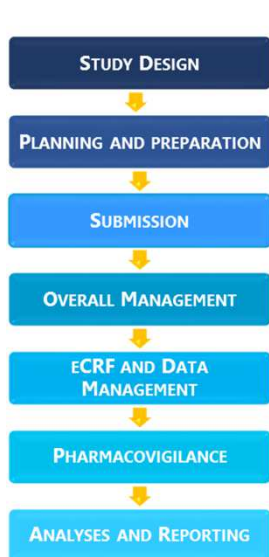 STUDY DESIGN
PLANNING AND PREPARATION
SUBMISSION
OVERALL MANAGEMENT
eCRF AND DATA
MANAGEMENT
PHARMACOVIGILANCE
ANALYSES AND REPORTING